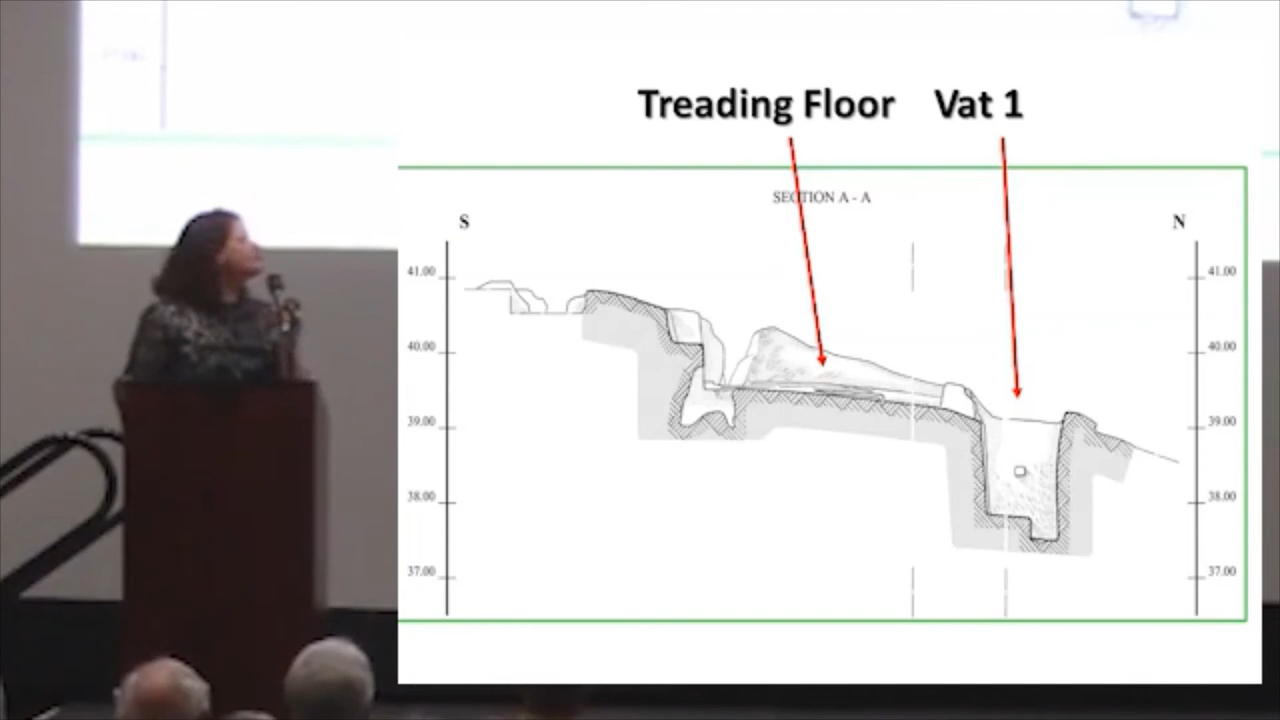 Treading Floor Vat 1
SECTION A - A
S N
41.00 41.00
40.00 40.00
39.00 39.00
38.00 38.00
37.00 37.00